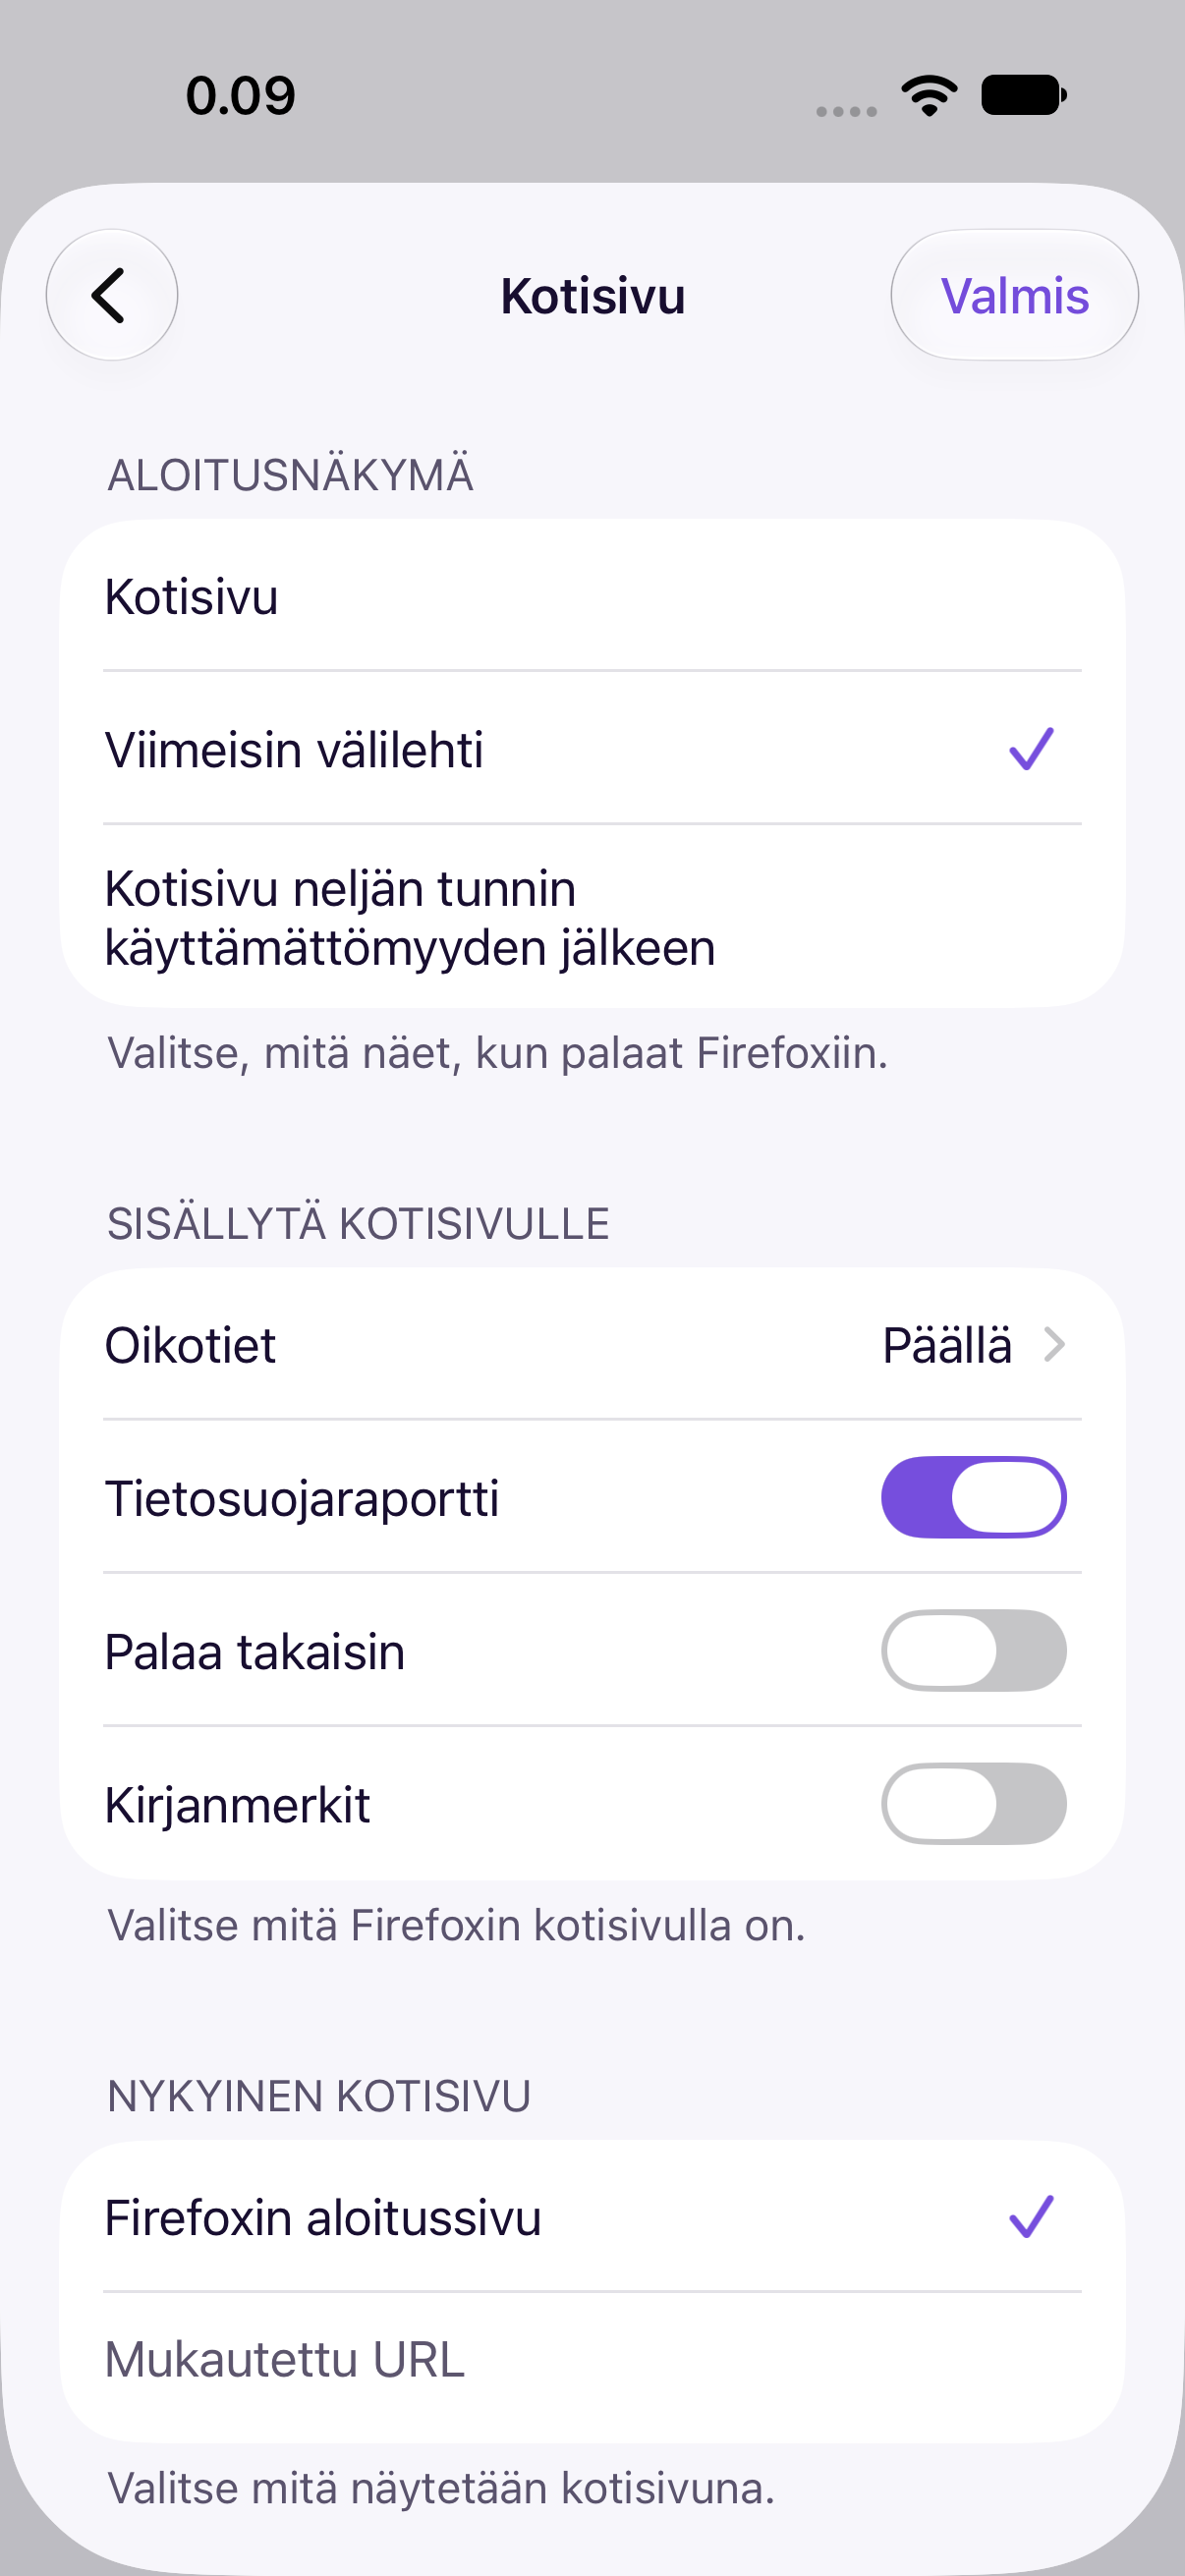 0.09
Kotisivu
Valmis
ALOITUSNÄKYMÄ
Kotisivu
Viimeisin välilehti
Kotisivu neljän tunnin
käyttämättömyyden jälkeen
Valitse, mitä näet, kun palaat Firefoxiin.
SISÄLLYTÄ KOTISIVULLE
Oikotiet
Päällä
Tietosuojaraportti
Palaa takaisin
Kirjanmerkit
Valitse mitä Firefoxin kotisivulla on.
NYKYINEN KOTISIVU
Firefoxin aloitussivu
Mukautettu URL
Valitse mitä näytetään kotisivuna.